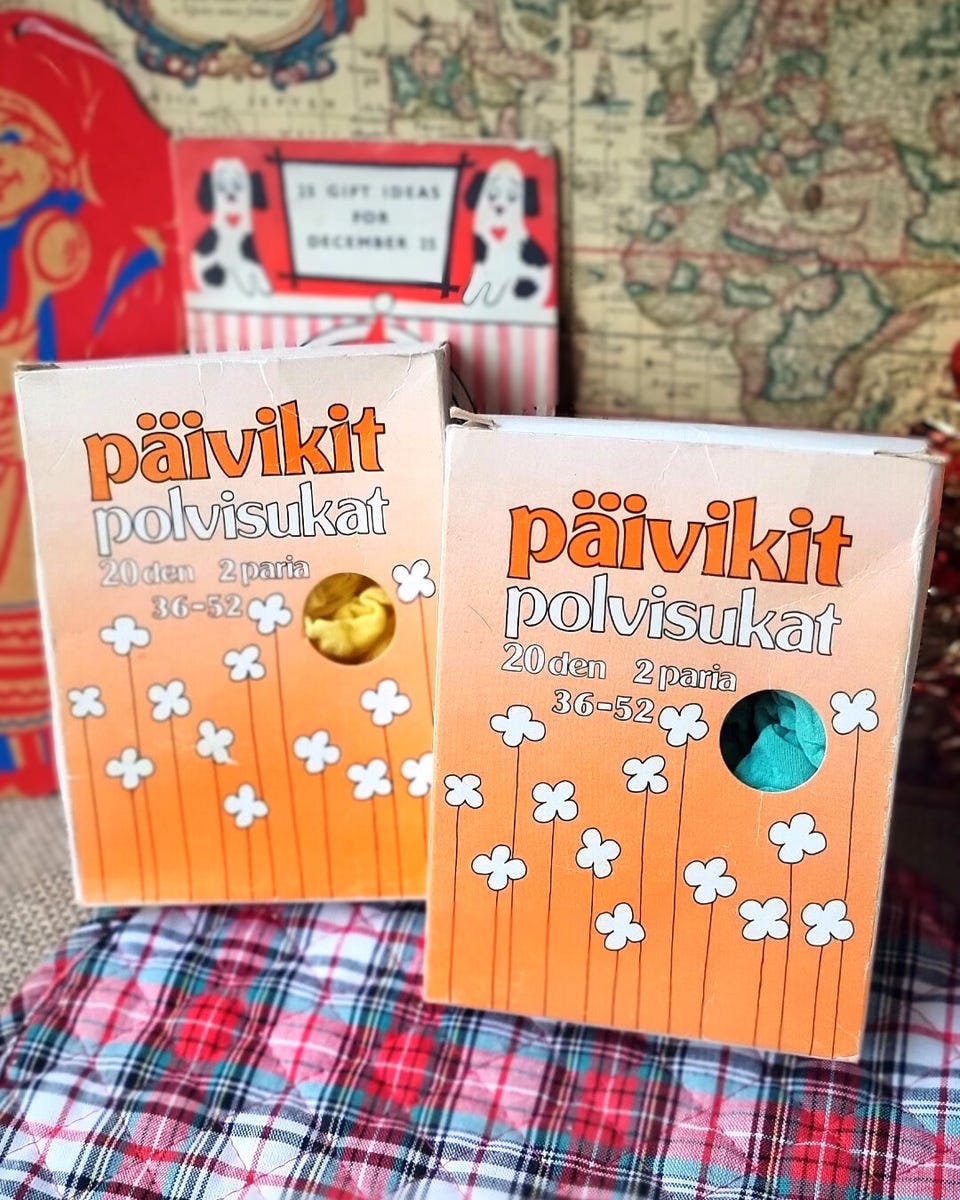 25 GIFT IDEAS
FOR
DECEMBER 25
päivikit
polvisukat
20 den 2 paria
36-52
päivikit
polvisukat
20 den 2 paria
36-52